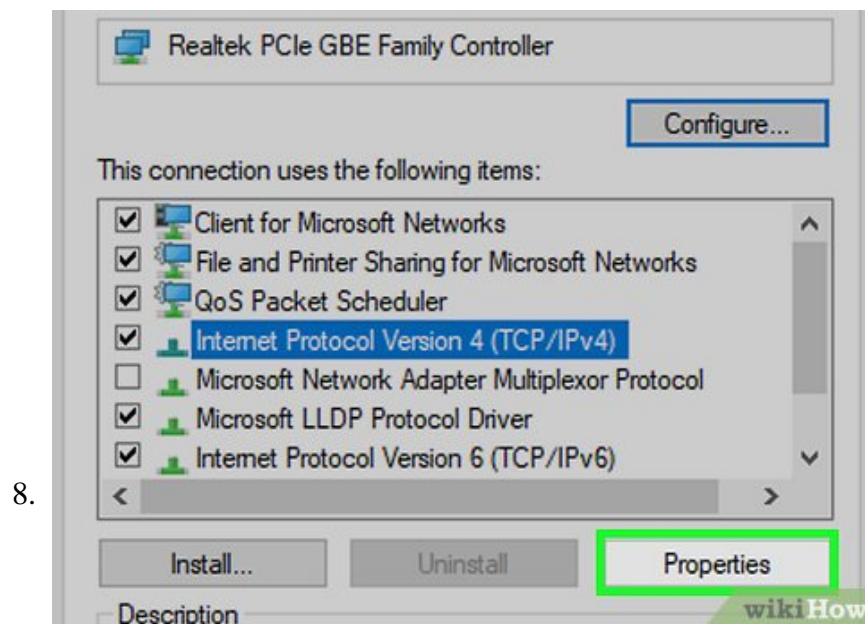 Realtek PCIe GBE Family Controller
Configure...
This connection uses the following items:
Client for Microsoft Networks
File and Printer Sharing for Microsoft Networks
QoS Packet Scheduler
Internet Protocol Version 4 (TCP/IPv4)
Microsoft Network Adapter Multiplexor Protocol
Microsoft LLDP Protocol Driver
Internet Protocol Version 6 (TCP/IPv6)
8.
Install... Uninstall Properties
Description
wikiHow